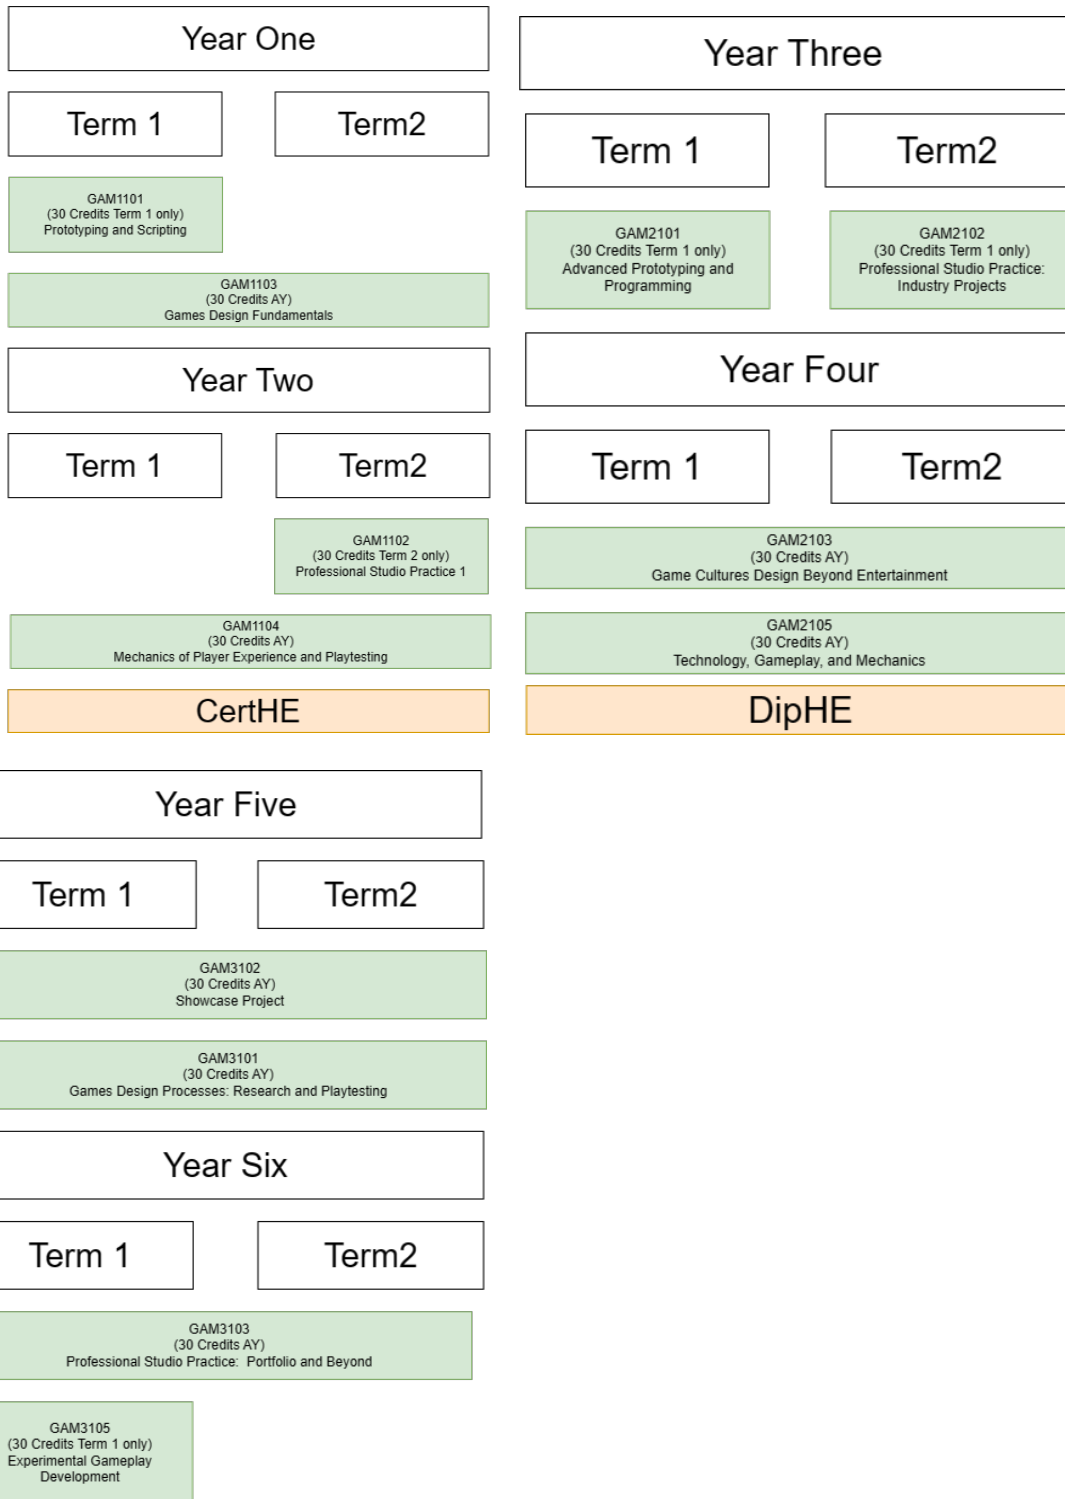 Year One
Term 1
Term2
GAM1101
(30 Credits Term 1 only)
Prototyping and Scripting
GAM1103
(30 Credits AY)
Games Design Fundamentals
Year Two
Term 1
Term2
GAM1102
(30 Credits Term 2 only)
Professional Studio Practice 1
GAM1104
(30 Credits AY)
Mechanics of Player Experience and Playtesting
CertHE
Year Three
Term 1
Term2
GAM2101
(30 Credits Term 1 only)
Advanced Prototyping and
Programming
GAM2102
(30 Credits Term 1 only)
Professional Studio Practice:
Industry Projects
Year Four
Term 1
Term2
GAM2103
(30 Credits AY)
Game Cultures Design Beyond Entertainment
GAM2105
(30 Credits AY)
Technology, Gameplay, and Mechanics
DipHE
Year Five
Term 1
Term2
GAM3102
(30 Credits AY)
Showcase Project
GAM3101
(30 Credits AY)
Games Design Processes: Research and Playtesting
Year Six
Term 1
Term2
GAM3103
(30 Credits AY)
Professional Studio Practice: Portfolio and Beyond
GAM3105
(30 Credits Term 1 only)
Experimental Gameplay
Development